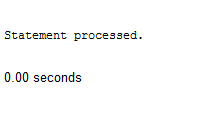 Statement processed.
0.00 seconds